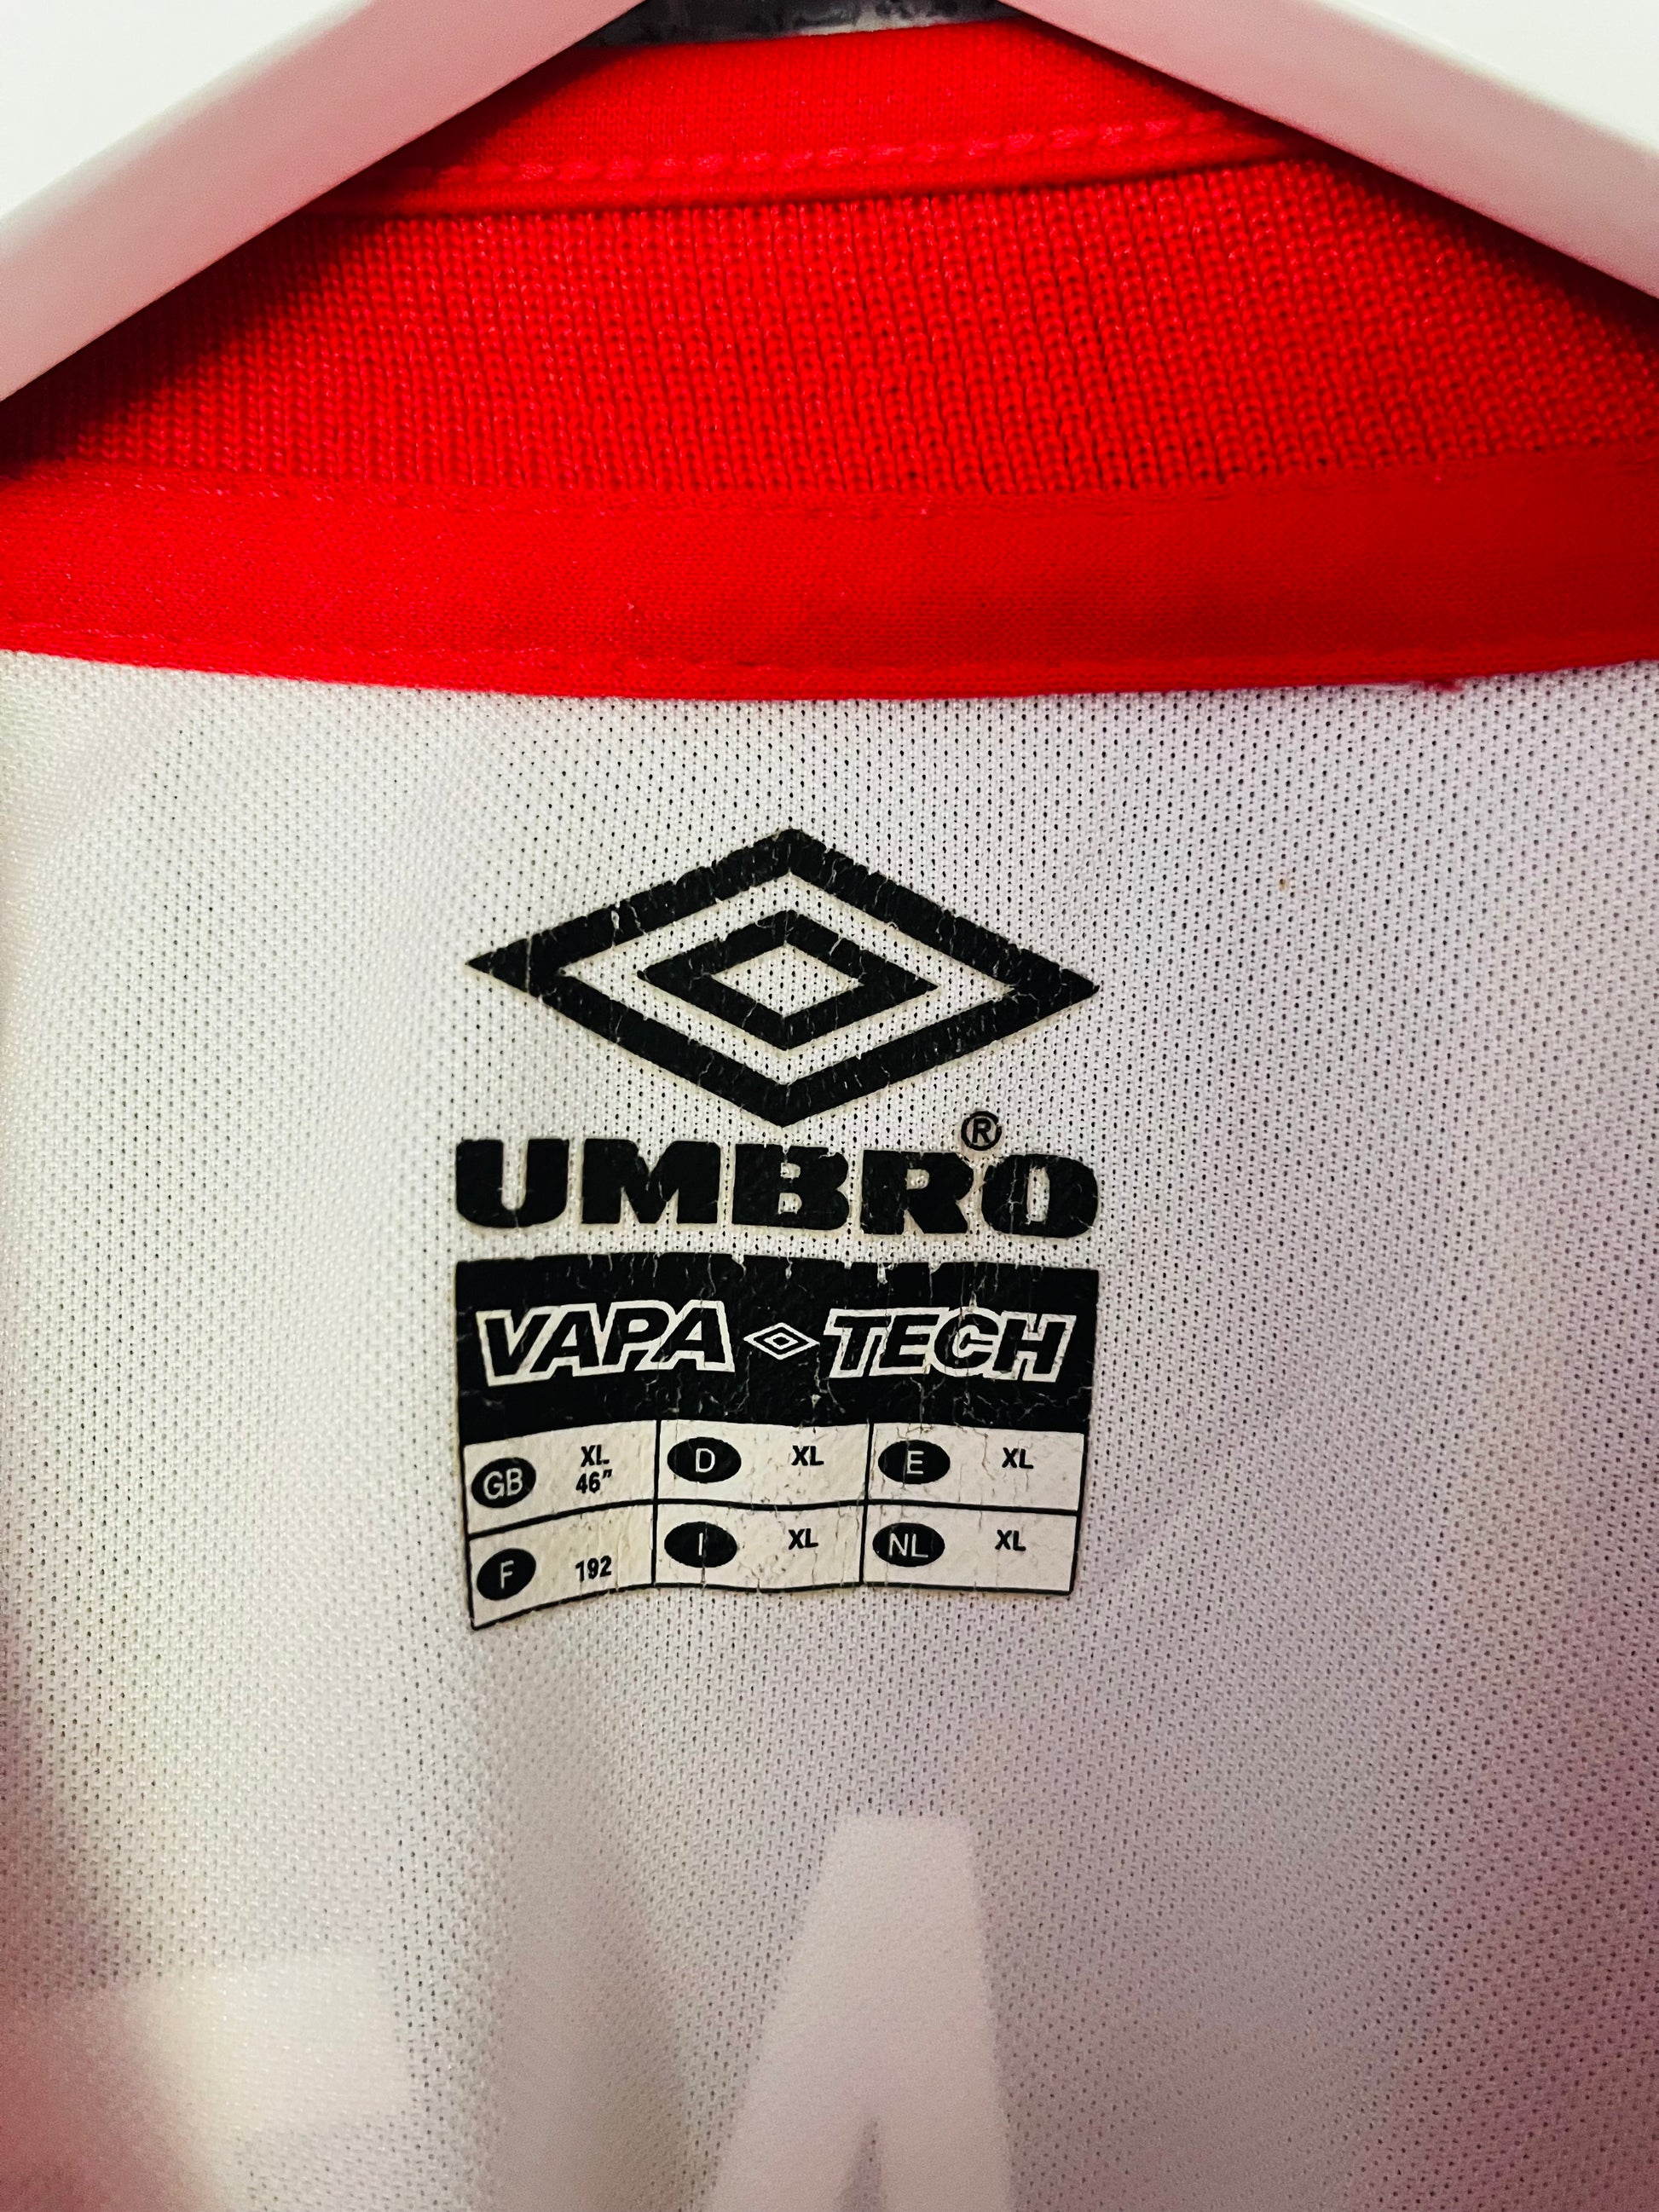 UMBRO®
VAPA TECH
GB XL 46” D XL E XL
F 192 I XL NL XL